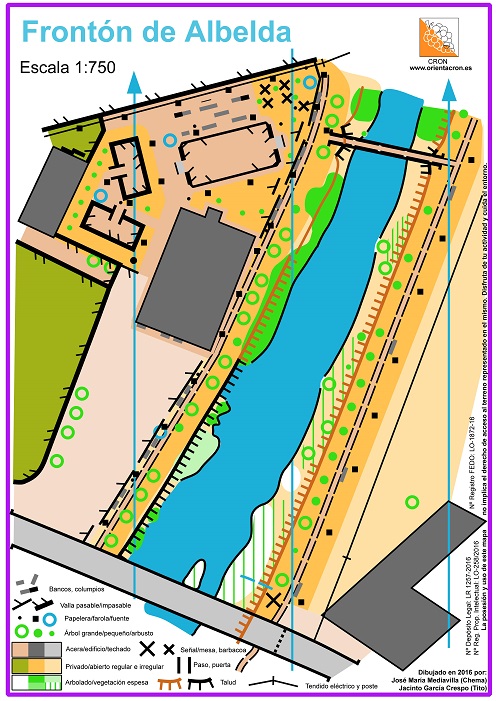 Frontón de Albelda
Escala 1:750
CRON
www.orientacron.es
Bancos, columpios
Valla pasable/impasable
Papelera/farola/fuente
Árbol grande/pequeño/arbusto
Acera/edificio/techado
Señal/mesa, barbacoa
Privado/abierto regular e irregular
Paso, puerta
Arbolado/vegetación espesa
Talud
Tendido eléctrico y poste
Nº Depósito Legal: LR 1257-2016
Nº Registro FEDO: LO-1872-16
Nº Reg. Prop. Intelectual: LO-258/2016
La posesión y uso de este mapa no implica el derecho de acceso al terreno representado en el mismo. Disfruta de tu actividad y cuida el entorno.
Dibujado en 2016 por:
José María Mediavilla (Chema)
Jacinto García Crespo (Tito)